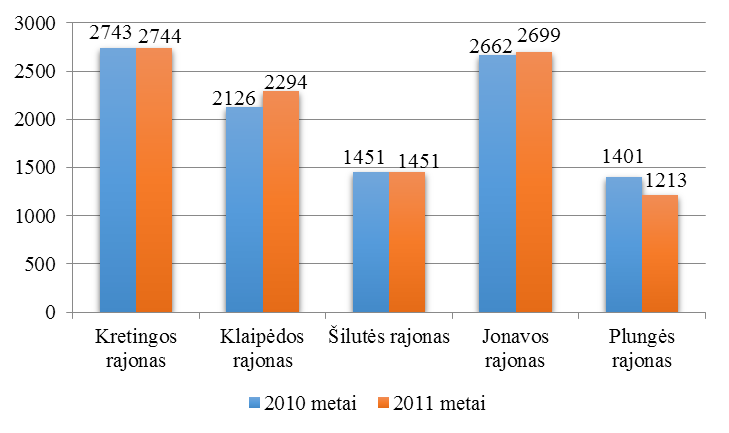 3000
2500
2000
1500
1000
500
0
2743 2744
2126 2294
1451 1451
2662 2699
1401 1213
Kretingos
rajonas
Klaipėdos
rajonas
Šilutės rajonas
Jonavos
rajonas
Plungės
rajonas
2010 metai 2011 metai